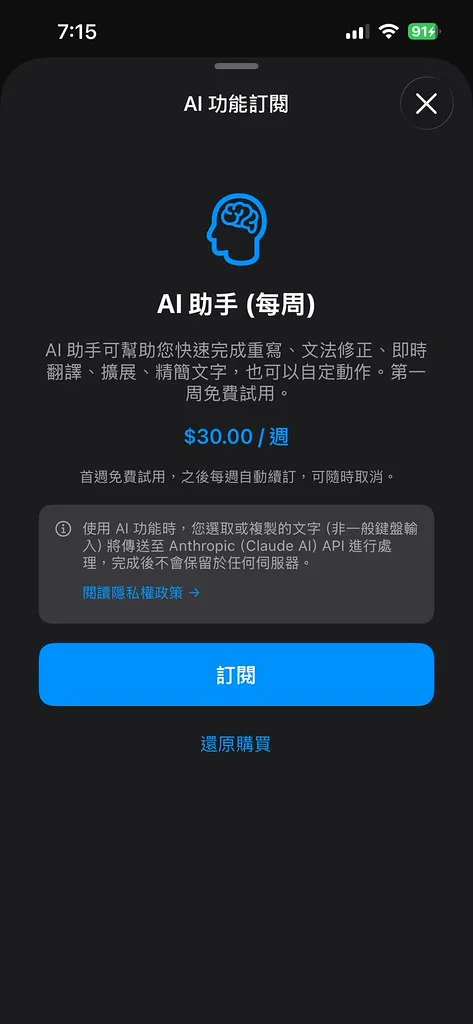 7:15
91
AI 功能訂閱
AI 助手 (每周)
AI 助手可幫助您快速完成重寫、文法修正、即時
翻譯、擴展、精簡文字，也可以自定動作。第一
周免費試用。
$30.00 / 週
首週免費試用，之後每週自動續訂，可隨時取消。
使用 AI 功能時，您選取或複製的文字 (非一般鍵盤輸
入) 將傳送至 Anthropic (Claude AI) API 進行處
理，完成後不會保留於任何伺服器。
閱讀隱私權政策 →
訂閱
還原購買